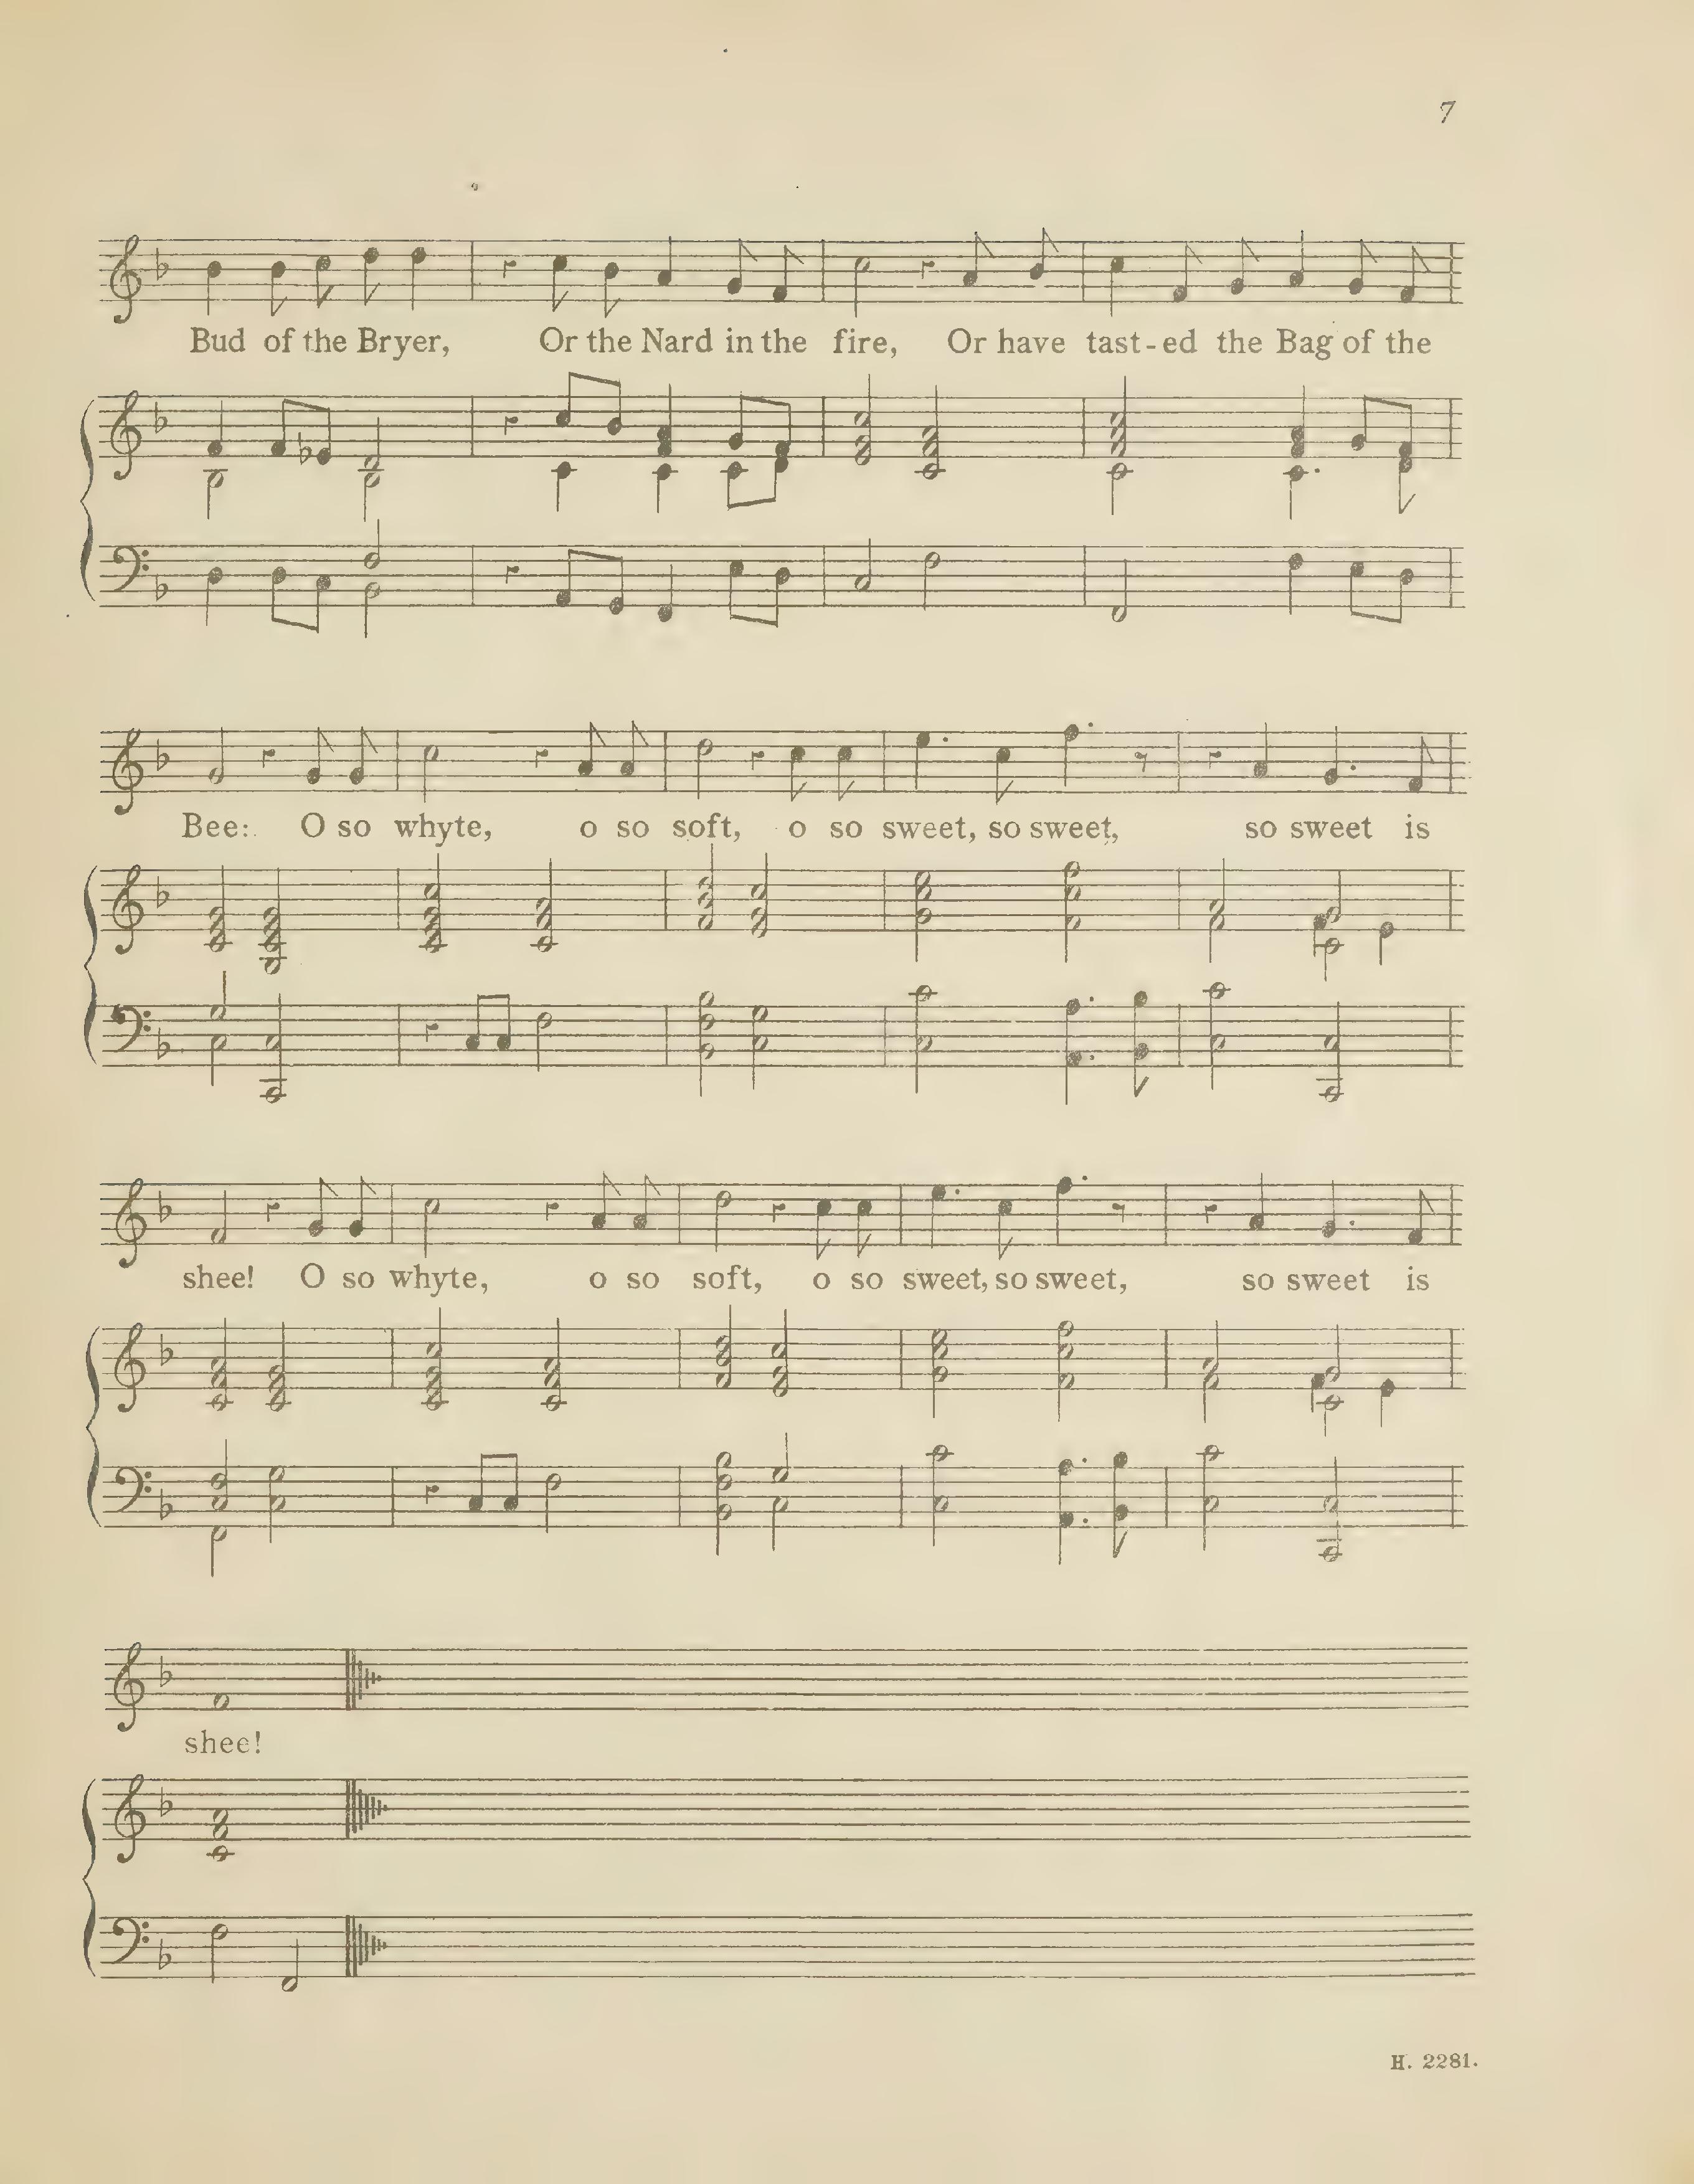 7
Bud of the Bryer, Or the Nard in the fire, Or have tast-ed the Bag of the
Bee: O so whyte, o so soft, o so sweet, so sweet, so sweet is
shee! O so whyte, o so soft, o so sweet, so sweet, so sweet is
shee!
H. 2281.